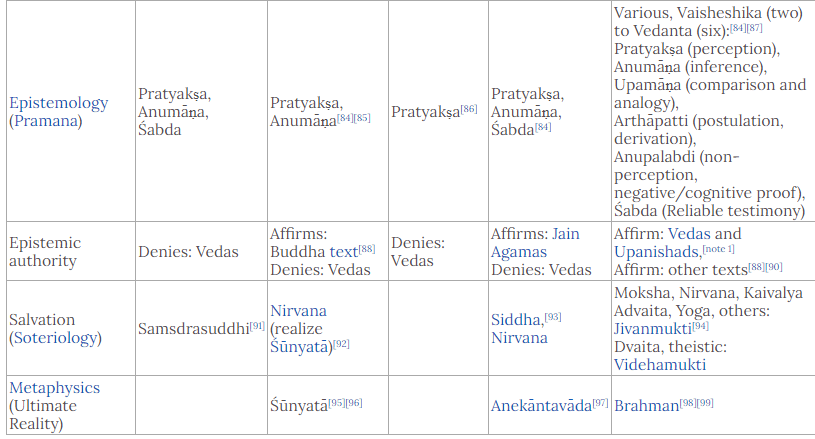 Epistemology
(Pramana)
Pratyakṣa,
Anumāṇa,
Śabda
Pratyakṣa,
Anumāṇa[84][85]
Pratyakṣa[86]
Pratyakṣa,
Anumāṇa,
Śabda[84]
Various, Vaisheshika (two)
to Vedanta (six):[84][87]
Pratyakṣa (perception),
Anumāṇa (inference),
Upamāṇa (comparison and
analogy),
Arthāpatti (postulation,
derivation),
Anupalabdi (non-
perception,
negative/cognitive proof),
Śabda (Reliable testimony)
Epistemic
authority
Denies: Vedas
Affirms:
Buddha text[88]
Denies: Vedas
Denies:
Vedas
Affirms: Jain
Agamas
Denies: Vedas
Affirm: Vedas and
Upanishads,[note 1]
Affirm: other texts[88][90]
Salvation
(Soteriology)
Samsdrasuddhi[91]
Nirvana
(realize
Śūnyatā)[92]
Siddha,[93]
Nirvana
Moksha, Nirvana, Kaivalya
Advaita, Yoga, others:
Jivanmukti[94]
Dvaita, theistic:
Videhamukti
Metaphysics
(Ultimate
Reality)
Śūnyatā[95][96]
Anekāntavāda[97]
Brahman[98][99]